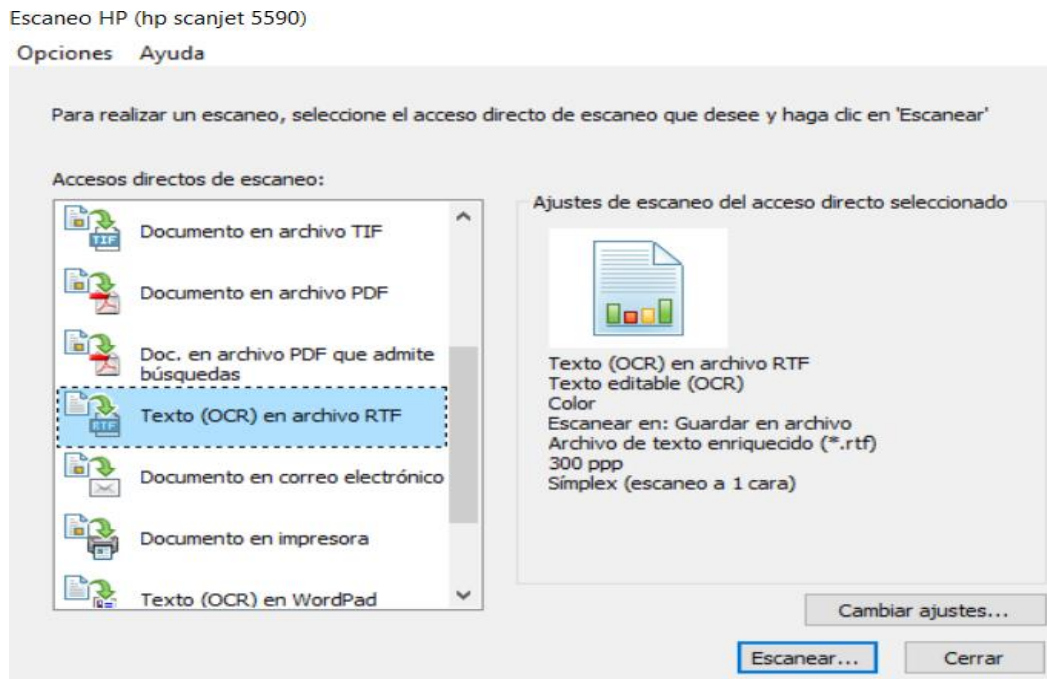 Escaneo HP (hp scanjet 5590)
Opciones Ayuda
Para realizar un escaneo, seleccione el acceso directo de escaneo que desee y haga clic en 'Escanear'
Accesos directos de escaneo:
Documento en archivo TIF
Documento en archivo PDF
Doc. en archivo PDF que admite
búsquedas
Texto (OCR) en archivo RTF
Documento en correo electrónico
Documento en impresora
Texto (OCR) en WordPad
TIF
RTF
Ajustes de escaneo del acceso directo seleccionado
Texto (OCR) en archivo RTF
Texto editable (OCR)
Color
Escanear en: Guardar en archivo
Archivo de texto enriquecido (*.rtf)
300 ppp
Símplex (escaneo a 1 cara)
Cambiar ajustes...
Escanear... Cerrar